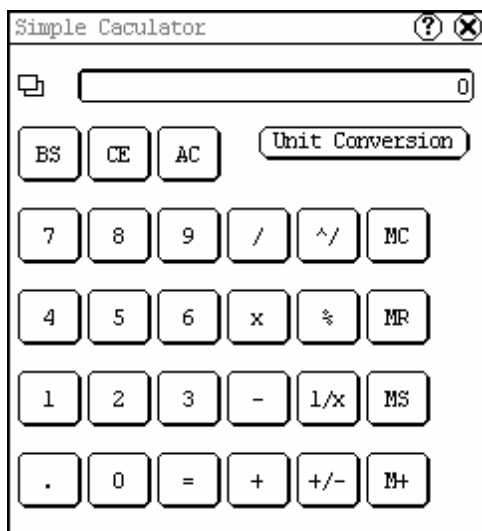 Simple Caculator ?
0
BS CE AC Unit Conversion
7 8 9 / ^/ MC
4 5 6 x % MR
1 2 3 - 1/x MS
. 0 = + +/- M+